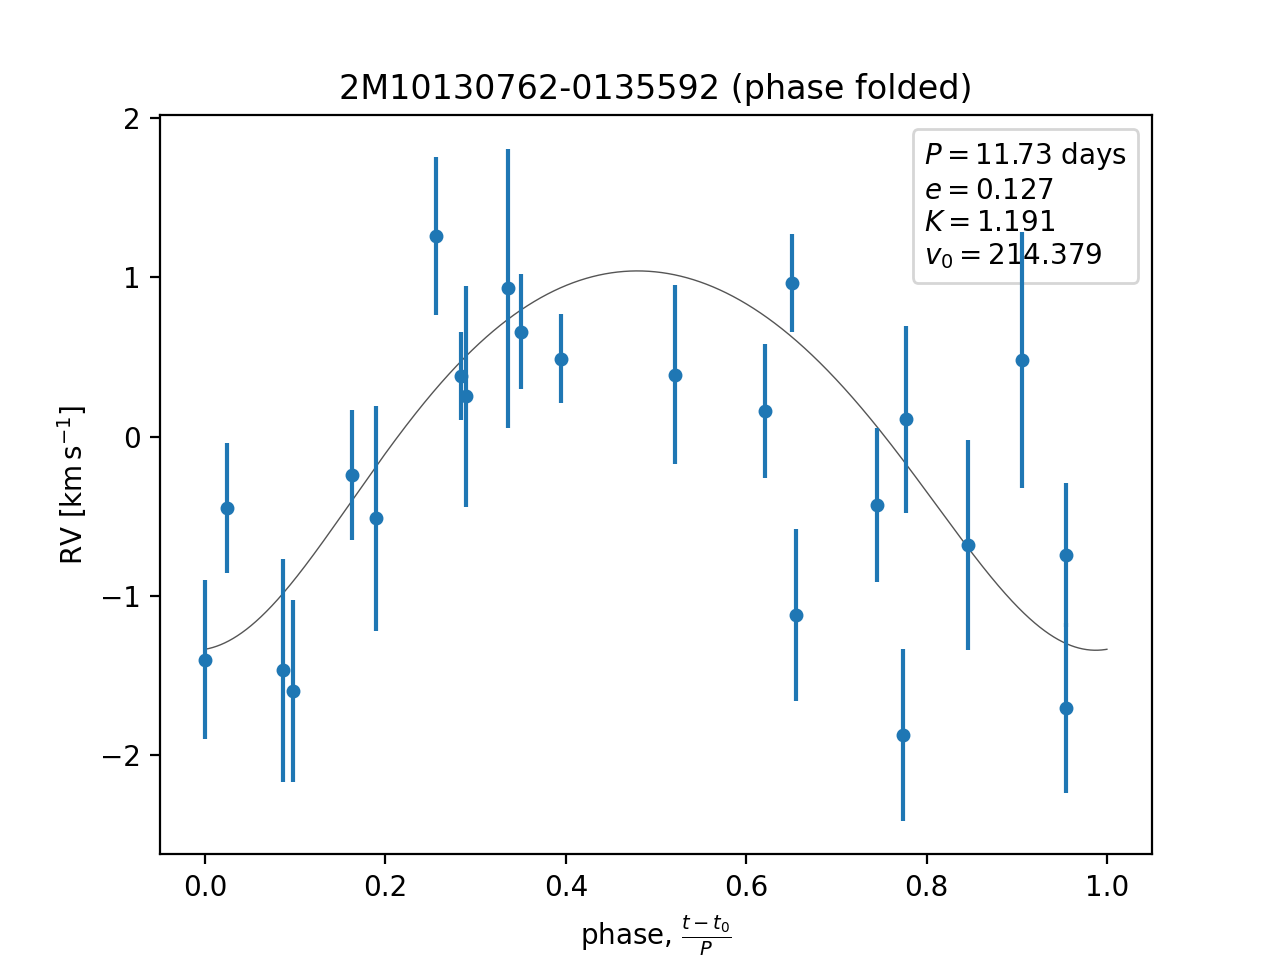 2M10130762-0135592 (phase folded)
P = 11.73 days
e = 0.127
K = 1.191
v₀ = 214.379
RV [km s⁻¹]
2
1
0
−1
−2
0.0 0.2 0.4 0.6 0.8 1.0
phase, (t − t₀)/P